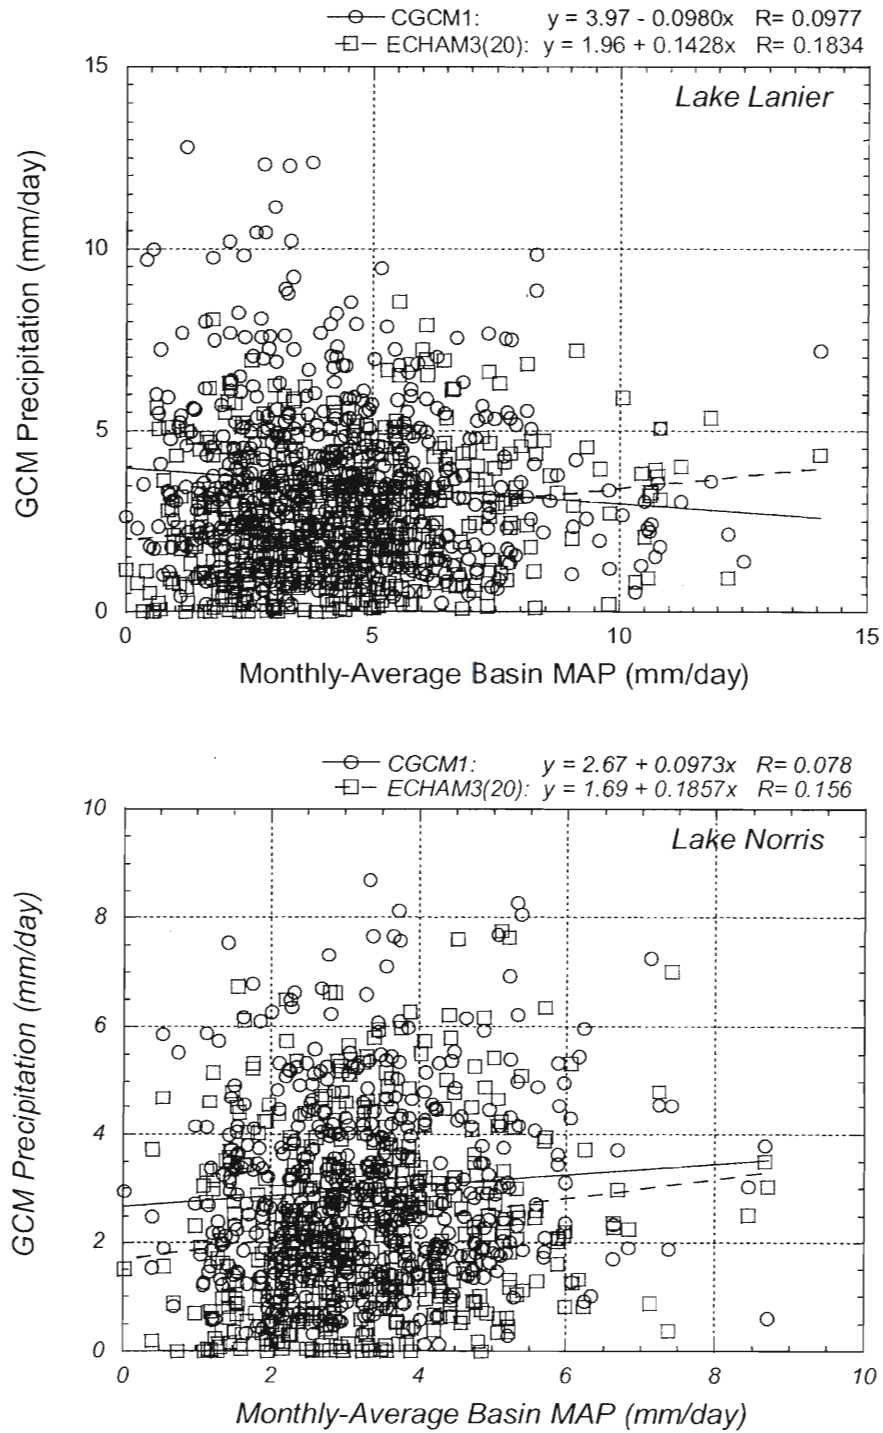 CGCM1: y = 3.97 - 0.0980x R= 0.0977
ECHAM3(20): y = 1.96 + 0.1428x R= 0.1834
15
Lake Lanier
10
5
0
GCM Precipitation (mm/day)
0 5 10 15
Monthly-Average Basin MAP (mm/day)
CGCM1: y = 2.67 + 0.0973x R= 0.078
ECHAM3(20): y = 1.69 + 0.1857x R= 0.156
10
Lake Norris
8
6
4
2
0
GCM Precipitation (mm/day)
0 2 4 6 8 10
Monthly-Average Basin MAP (mm/day)